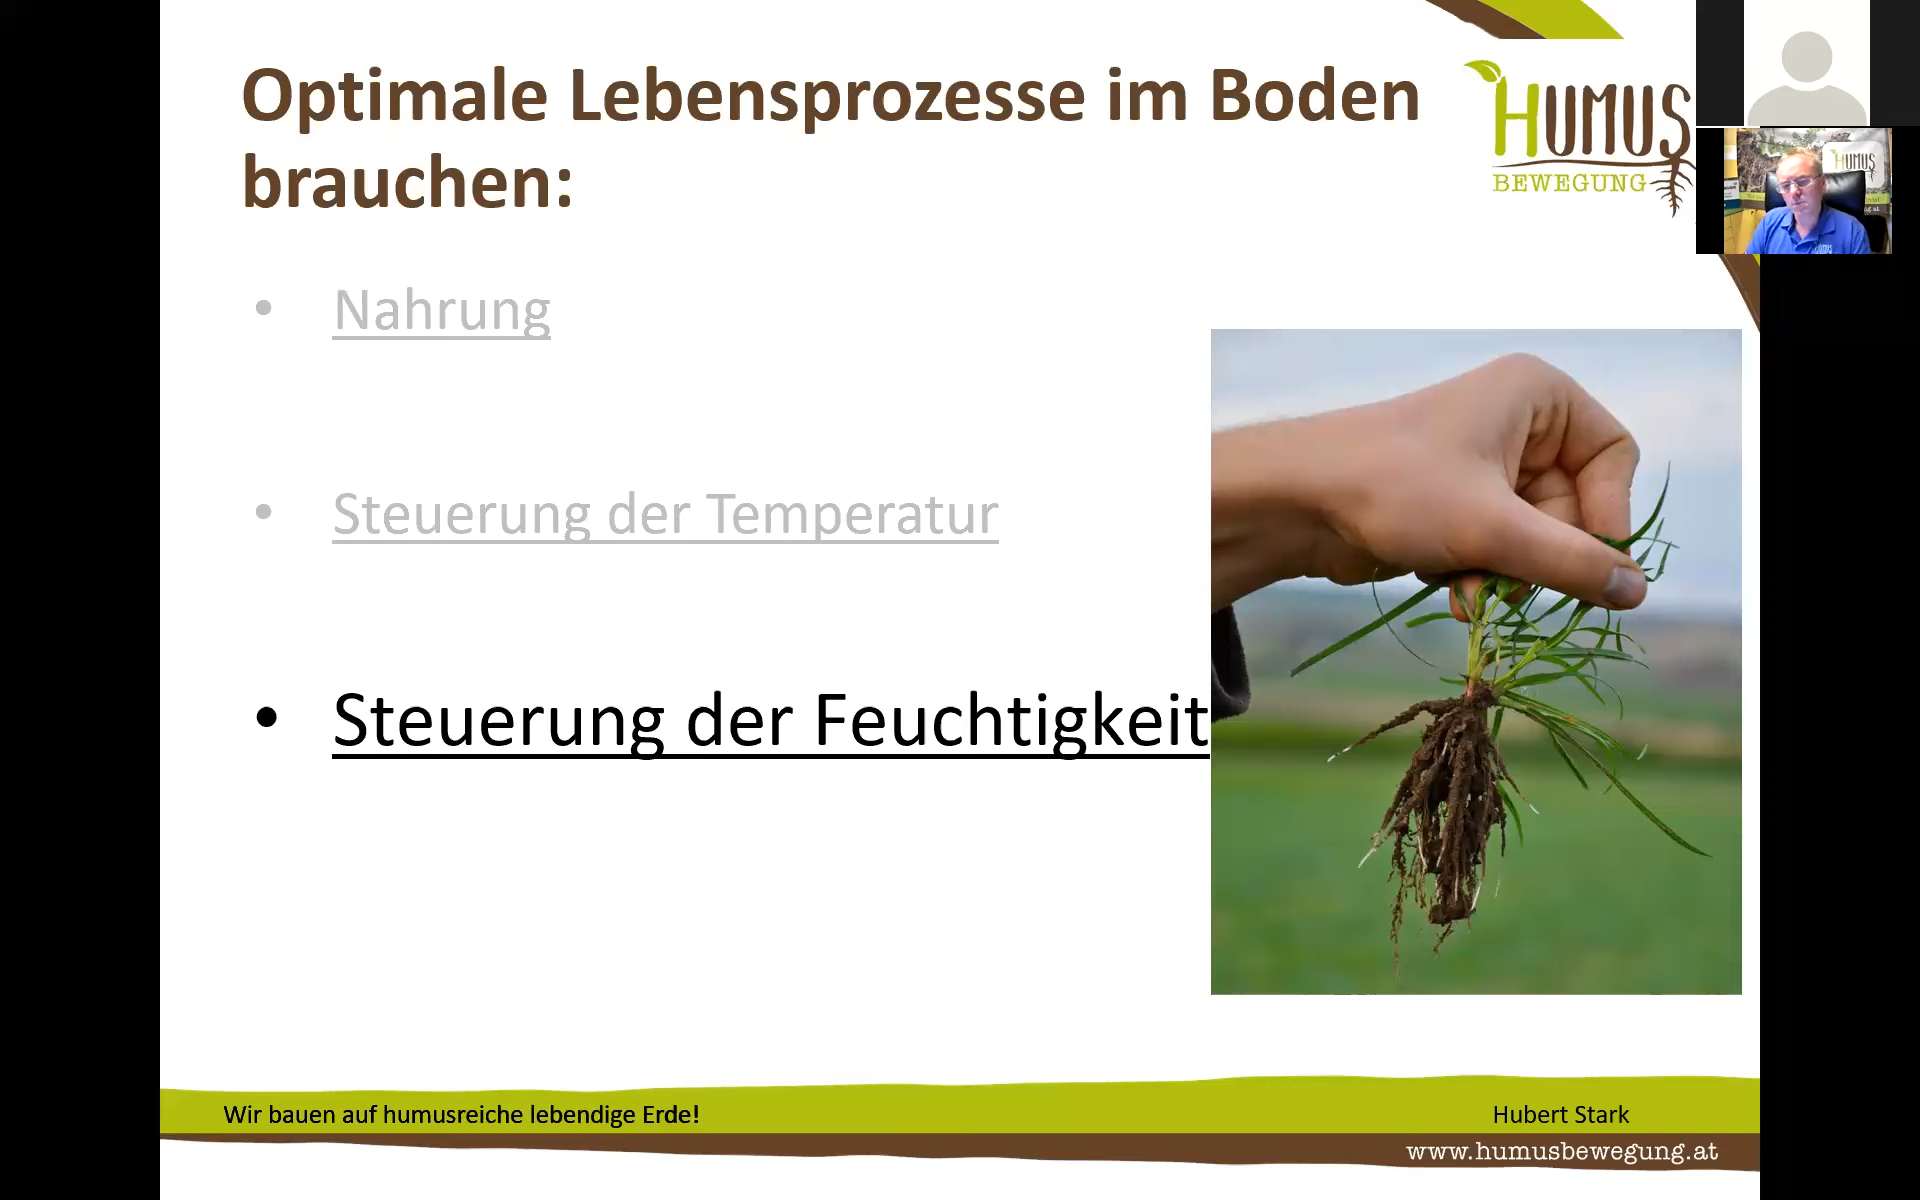 Optimale Lebensprozesse im Boden
brauchen:
HUMUS
BEWEGUNG
HUMUS
• Nahrung
• Steuerung der Temperatur
• Steuerung der Feuchtigkeit
Wir bauen auf humusreiche lebendige Erde!
Hubert Stark
www.humusbewegung.at